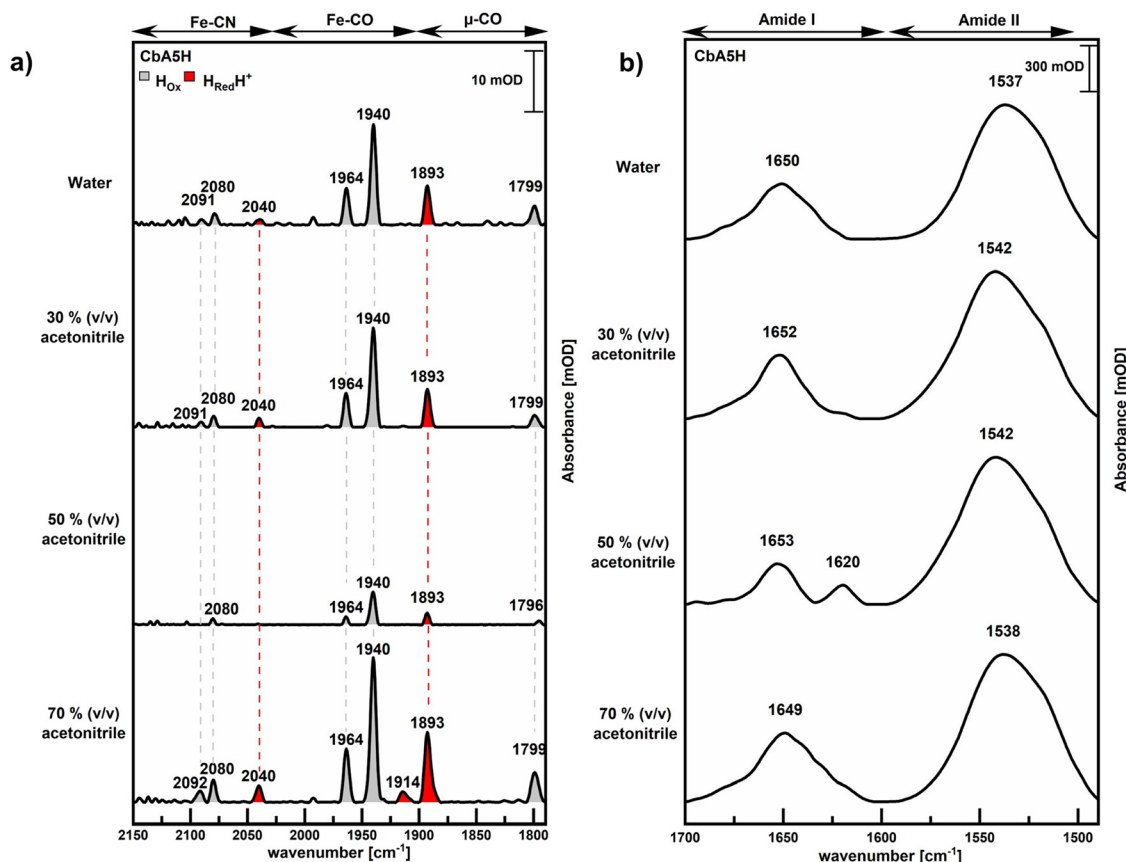 a)
Fe-CN Fe-CO µ-CO
CbA5H
H_Ox H_RedH⁺
10 mOD
Water
2091 2080 2040 1964 1940 1893 1799
30 % (v/v)
acetonitrile
2091 2080 2040 1964 1940 1893 1799
50 % (v/v)
acetonitrile
2080 1964 1940 1893 1796
70 % (v/v)
acetonitrile
2092 2080 2040 1964 1940 1914 1893 1799
2150 2100 2050 2000 1950 1900 1850 1800
wavenumber [cm⁻¹]
Absorbance [mOD]
b)
Amide I Amide II
CbA5H
300 mOD
Water
1650 1537
30 % (v/v)
acetonitrile
1652 1542
50 % (v/v)
acetonitrile
1653 1620 1542
70 % (v/v)
acetonitrile
1649 1538
1700 1650 1600 1550 1500
wavenumber [cm⁻¹]
Absorbance [mOD]